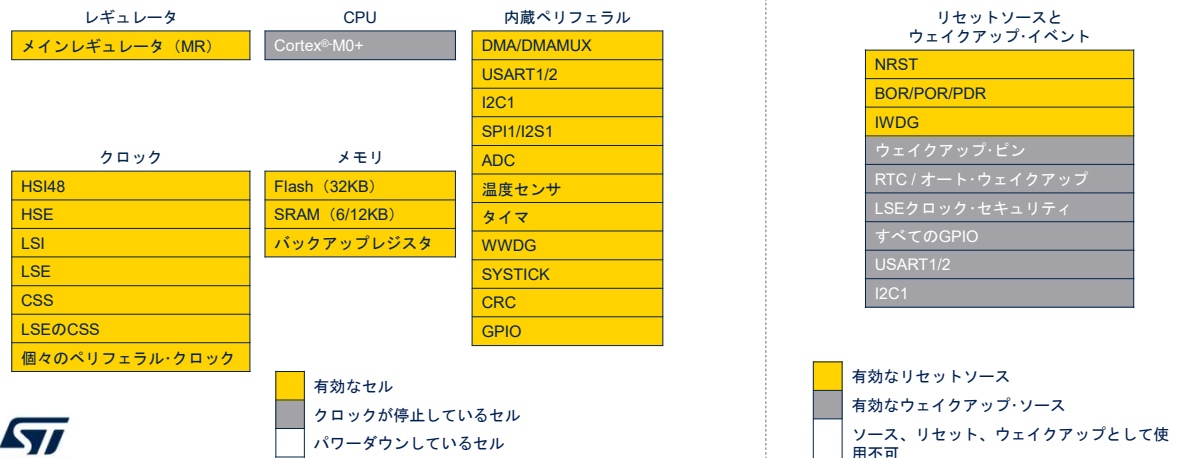 レギュレータ
メインレギュレータ（MR）
CPU
Cortex®-M0+
内蔵ペリフェラル
DMA/DMAMUX
USART1/2
I2C1
SPI1/I2S1
ADC
温度センサ
タイマ
WWDG
SYSTICK
CRC
GPIO
クロック
HSI48
HSE
LSI
LSE
CSS
LSEのCSS
個々のペリフェラル･クロック
メモリ
Flash（32KB）
SRAM（6/12KB）
バックアップレジスタ
有効なセル
クロックが停止しているセル
パワーダウンしているセル
リセットソースと
ウェイクアップ･イベント
NRST
BOR/POR/PDR
IWDG
ウェイクアップ･ピン
RTC / オート･ウェイクアップ
LSEクロック･セキュリティ
すべてのGPIO
USART1/2
I2C1
有効なリセットソース
有効なウェイクアップ･ソース
ソース、リセット、ウェイクアップとして使
用不可
ST